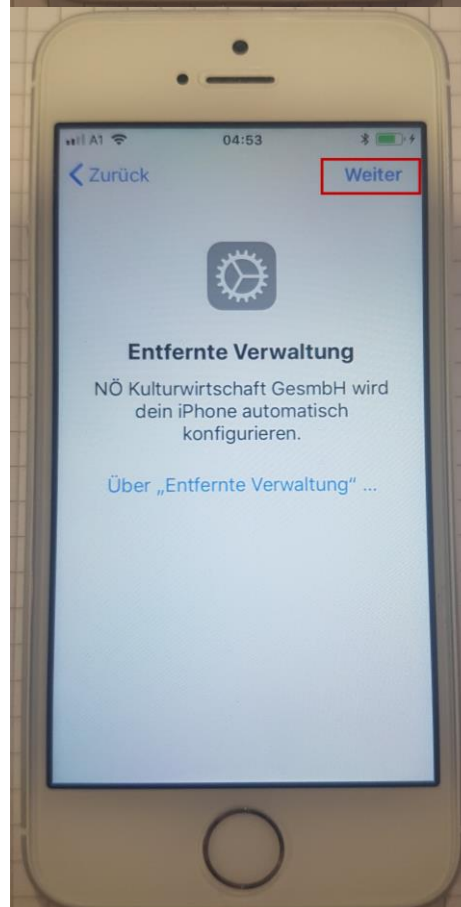 A1 04:53
Zurück Weiter
Entfernte Verwaltung
NÖ Kulturwirtschaft GesmbH wird
dein iPhone automatisch
konfigurieren.
Über „Entfernte Verwaltung“ ...